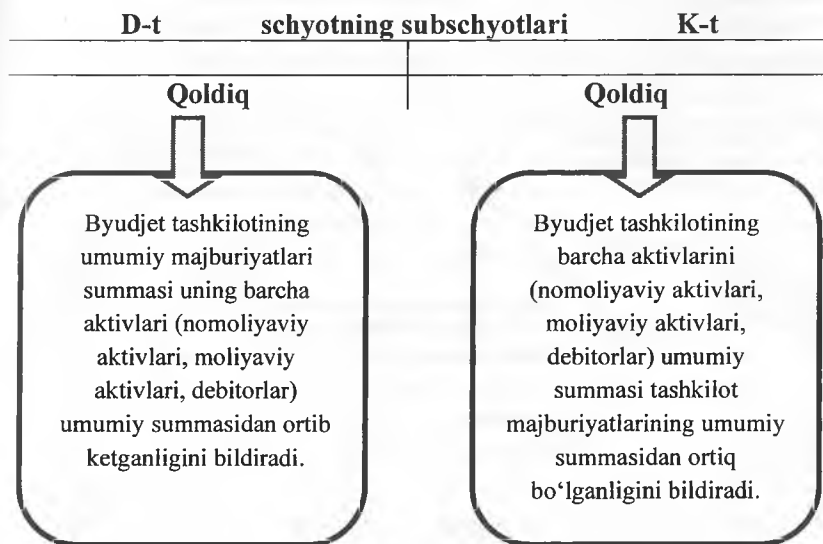 D-t schyotning subschyotlari K-t
Qoldiq Qoldiq
Byudjet tashkilotining
umumiy majburiyatlari
summasi uning barcha
aktivlari (nomoliyaviy
aktivlari, moliyaviy
aktivlari, debitorlar)
umumiy summasidan ortib
ketganligini bildiradi.
Byudjet tashkilotining
barcha aktivlarini
(nomoliyaviy aktivlari,
moliyaviy aktivlari,
debitorlar) umumiy
summasi tashkilot
majburiyatlarining umumiy
summasidan ortiq
bo‘lganligini bildiradi.